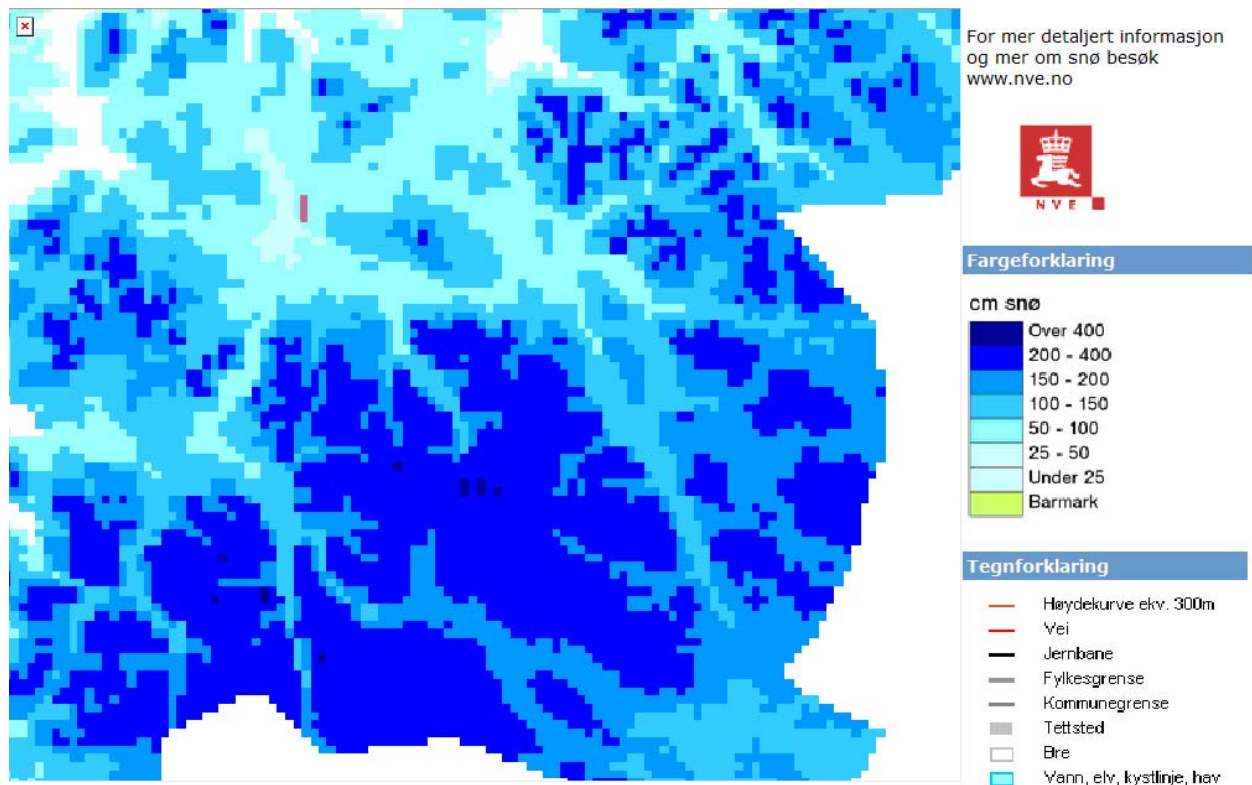 For mer detaljert informasjon
og mer om snø besøk
www.nve.no
NVE
Fargeforklaring
cm snø
Over 400
200 - 400
150 - 200
100 - 150
50 - 100
25 - 50
Under 25
Barmark
Tegnforklaring
Høydekurve ekv. 300m
Vei
Jernbane
Fylkesgrense
Kommunegrense
Tettsted
Bre
Vann, elv, kystlinje, hav